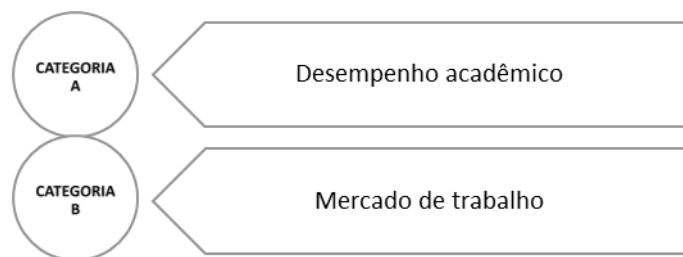 CATEGORIA
A
Desempenho acadêmico
CATEGORIA
B
Mercado de trabalho